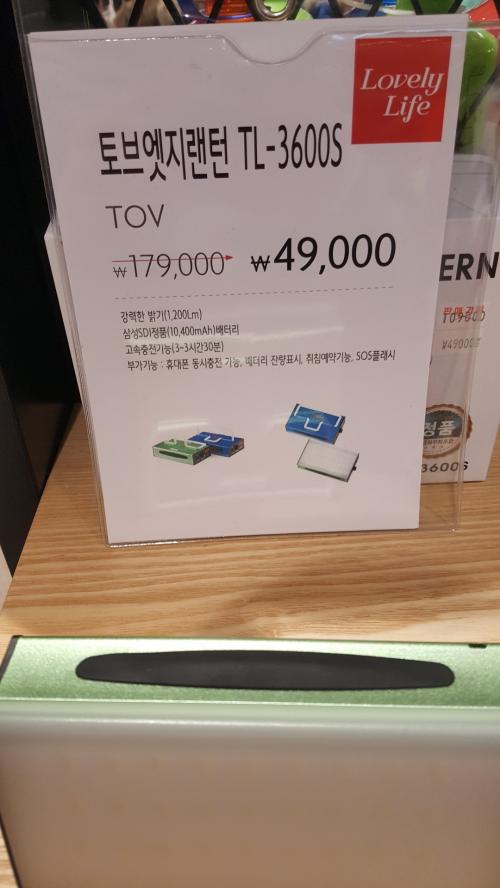 Lovely
Life
토브엣지랜턴 TL-3600S
TOV
₩179,000 ₩49,000
강력한 밝기(1,200Lm)
삼성SDI정품(10,400mAh)배터리
고속충전기능(3~3시간30분)
부가기능 : 휴대폰 동시충전 기능, 배터리 잔량표시, 취침예약기능, SOS플래시
ERN
판매가
₩49000
정품
3600S